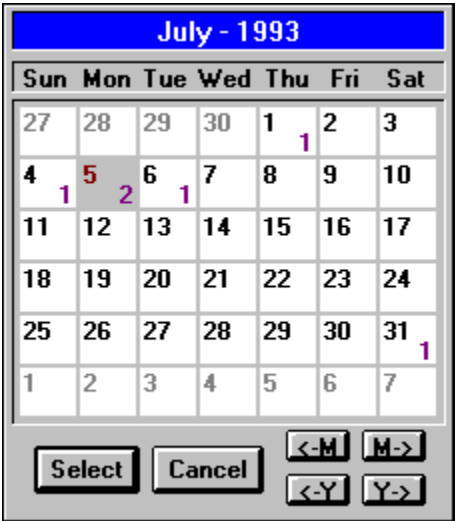 July - 1993
Sun Mon Tue Wed Thu Fri Sat
27 28 29 30 1 1 2 3
4 1 5 2 6 1 7 8 9 10
11 12 13 14 15 16 17
18 19 20 21 22 23 24
25 26 27 28 29 30 31 1
1 2 3 4 5 6 7
Select Cancel <-M M->
<-Y Y->